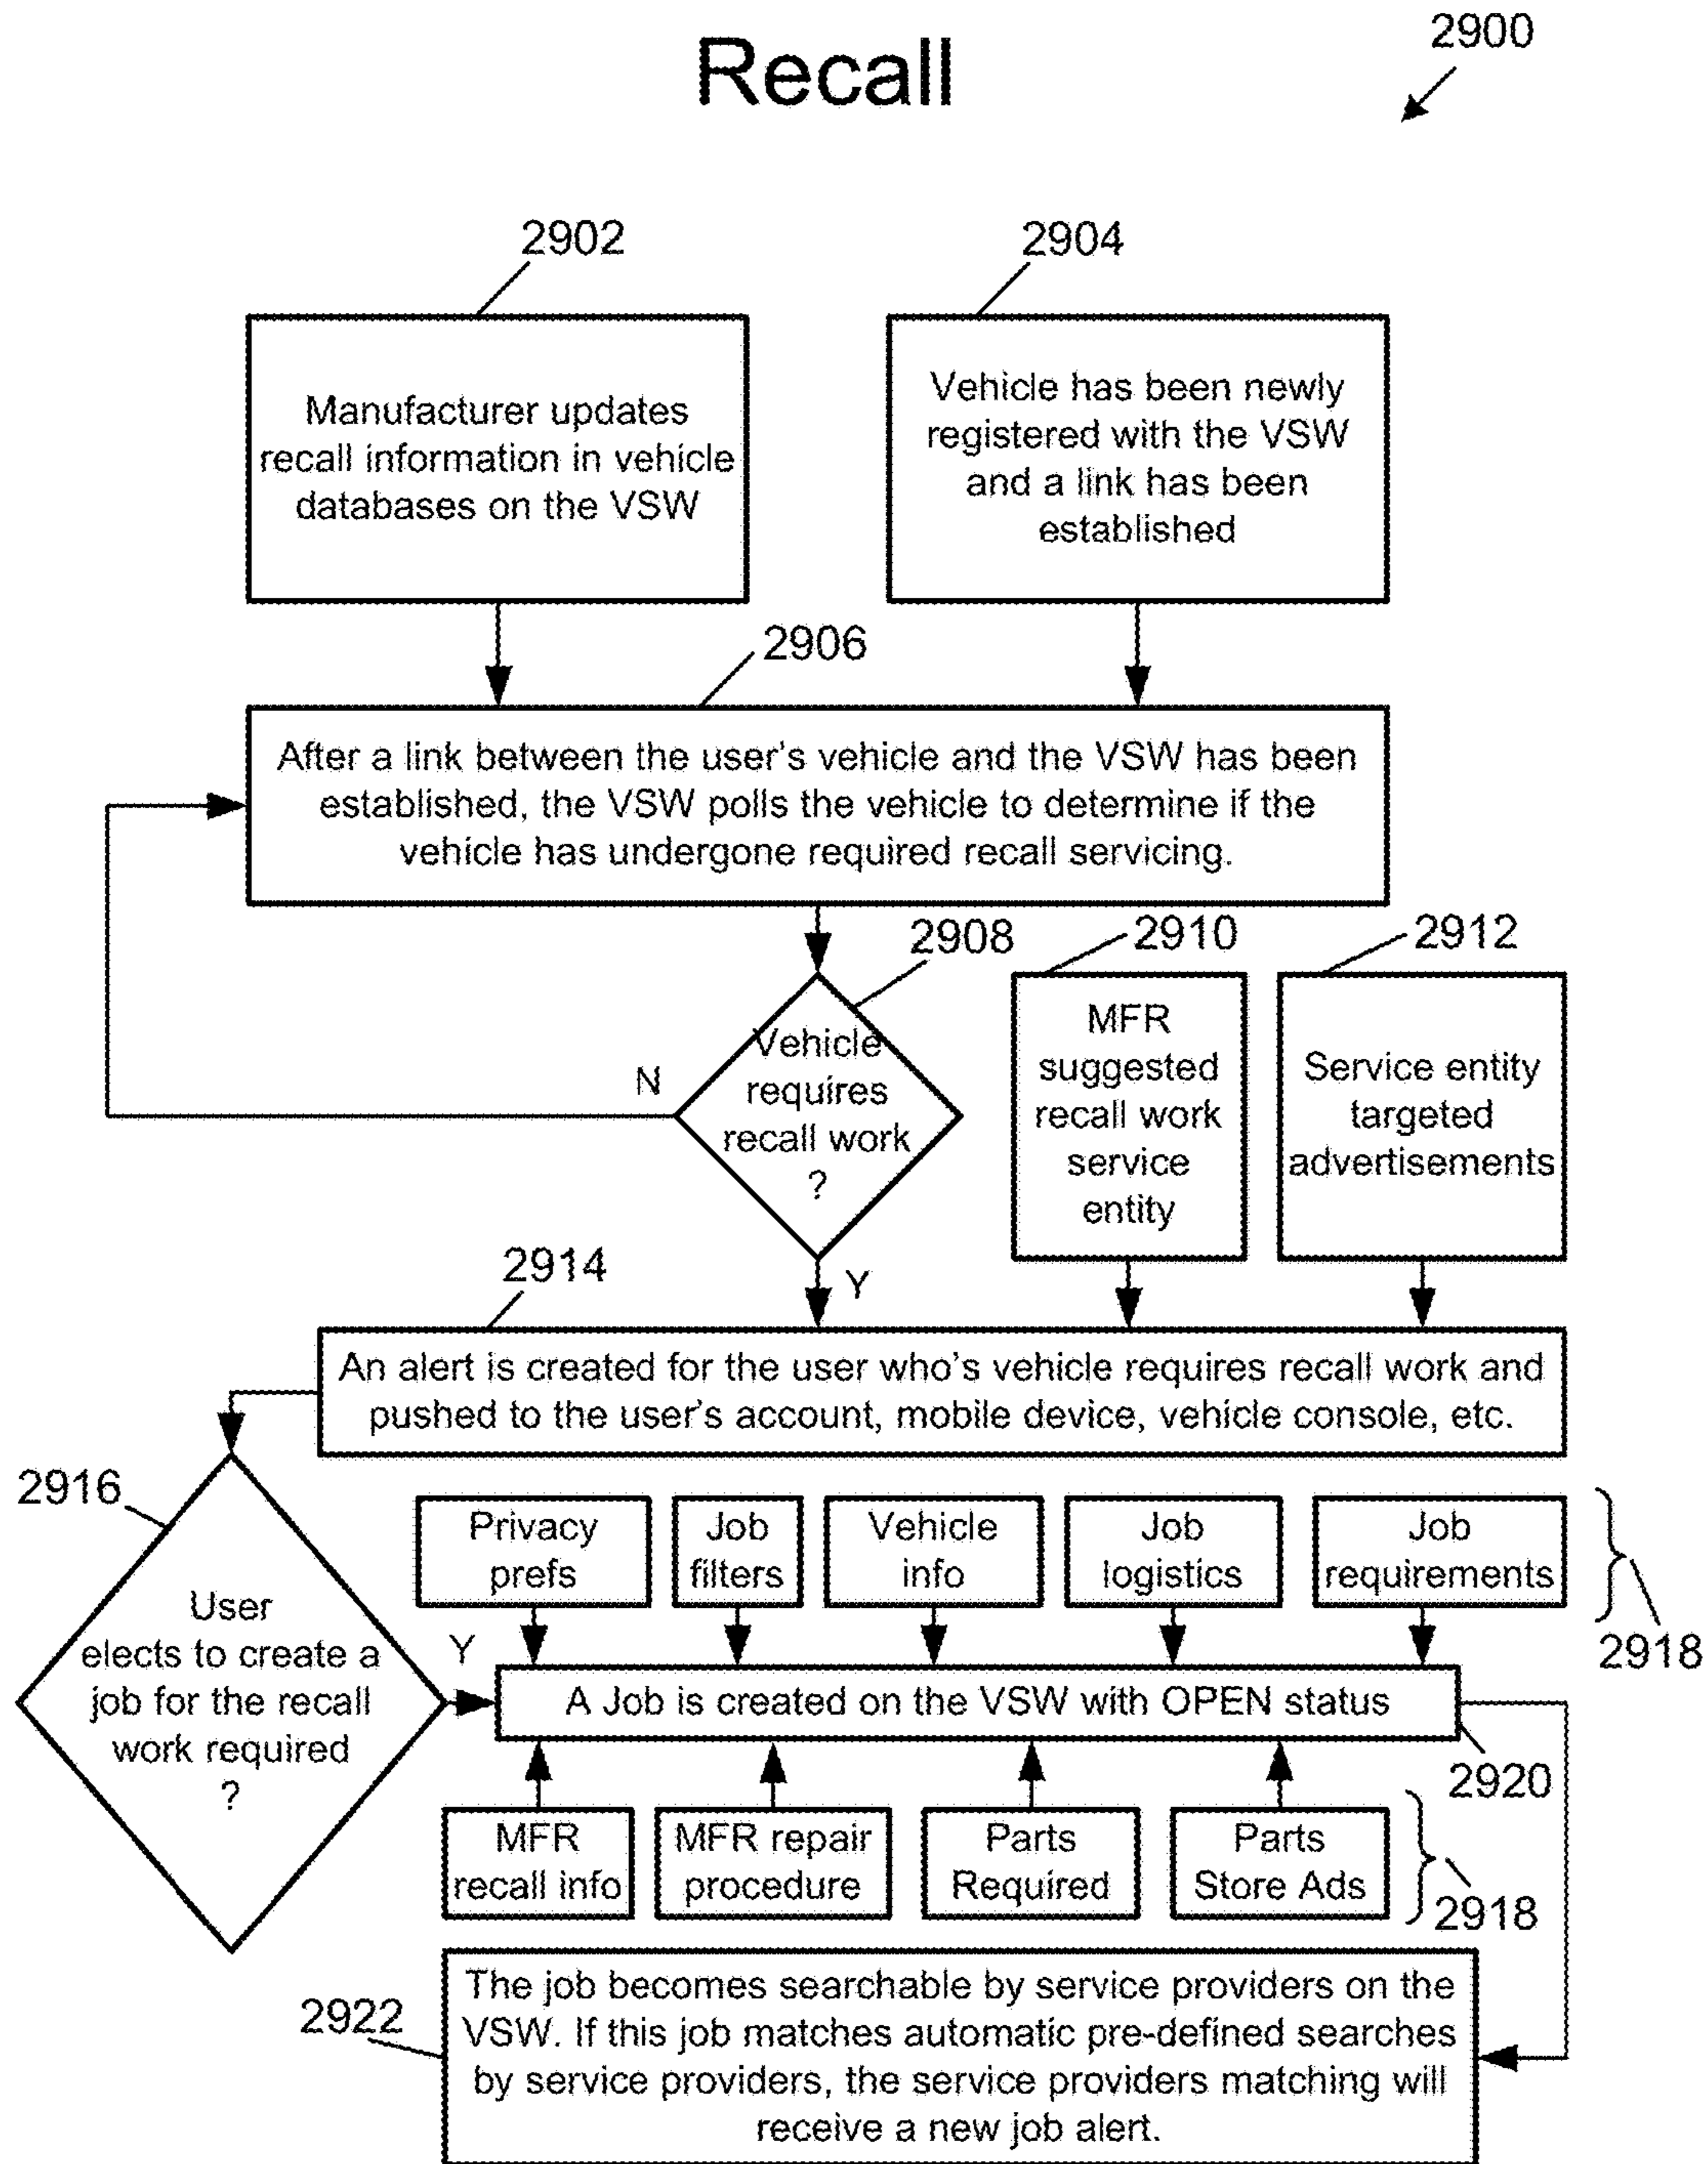 Recall
2900
2902
2904
Manufacturer updates
recall information in vehicle
databases on the VSW
Vehicle has been newly
registered with the VSW
and a link has been
established
2906
After a link between the user's vehicle and the VSW has been
established, the VSW polls the vehicle to determine if the
vehicle has undergone required recall servicing.
2908
2910
2912
Vehicle
requires
recall work
?
N
Y
MFR
suggested
recall work
service
entity
Service entity
targeted
advertisements
2914
An alert is created for the user who's vehicle requires recall work and
pushed to the user's account, mobile device, vehicle console, etc.
2916
User
elects to create a
job for the recall
work required
?
Y
Privacy
prefs
Job
filters
Vehicle
info
Job
logistics
Job
requirements
2918
A Job is created on the VSW with OPEN status
2920
MFR
recall info
MFR repair
procedure
Parts
Required
Parts
Store Ads
2918
2922
The job becomes searchable by service providers on the
VSW. If this job matches automatic pre-defined searches
by service providers, the service providers matching will
receive a new job alert.